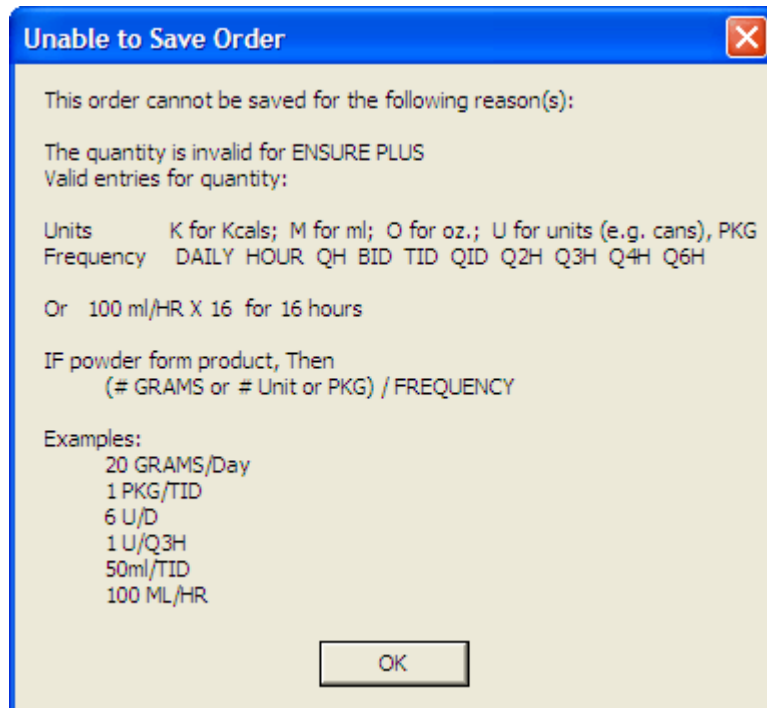 Unable to Save Order
This order cannot be saved for the following reason(s):
The quantity is invalid for ENSURE PLUS
Valid entries for quantity:
Units K for Kcals; M for ml; O for oz.; U for units (e.g. cans), PKG
Frequency DAILY HOUR QH BID TID QID Q2H Q3H Q4H Q6H
Or 100 ml/HR X 16 for 16 hours
IF powder form product, Then
(# GRAMS or # Unit or PKG) / FREQUENCY
Examples:
20 GRAMS/Day
1 PKG/TID
6 U/D
1 U/Q3H
50ml/TID
100 ML/HR
OK